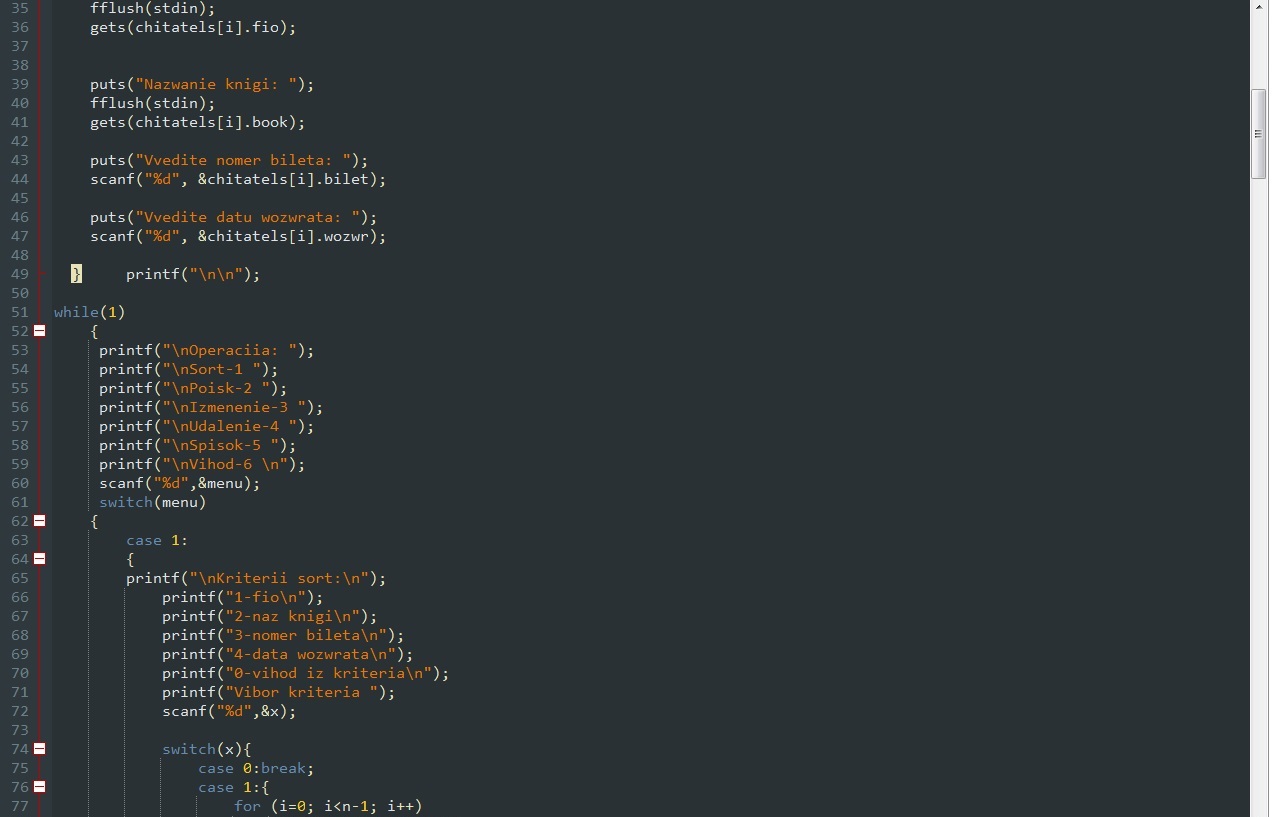 35 fflush(stdin);
36 gets(chitatels[i].fio);
37
38
39 puts("Nazwanie knigi: ");
40 fflush(stdin);
41 gets(chitatels[i].book);
42
43 puts("Vvedite nomer bileta: ");
44 scanf("%d", &chitatels[i].bilet);
45
46 puts("Vvedite datu wozwrata: ");
47 scanf("%d", &chitatels[i].wozwr);
48
49 } printf("\n\n");
50
51 while(1)
52 {
53 printf("\nOperaciia: ");
54 printf("\nSort-1 ");
55 printf("\nPoisk-2 ");
56 printf("\nIzmenenie-3 ");
57 printf("\nUdalenie-4 ");
58 printf("\nSpisok-5 ");
59 printf("\nVihod-6 \n");
60 scanf("%d",&menu);
61 switch(menu)
62 {
63 case 1:
64 {
65 printf("\nKriterii sort:\n");
66 printf("1-fio\n");
67 printf("2-naz knigi\n");
68 printf("3-nomer bileta\n");
69 printf("4-data wozwrata\n");
70 printf("0-vihod iz kriteria\n");
71 printf("Vibor kriteria ");
72 scanf("%d",&x);
73
74 switch(x){
75 case 0:break;
76 case 1:{
77 for (i=0; i<n-1; i++)